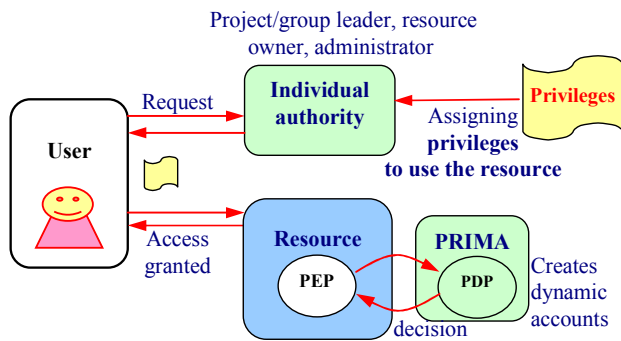 Project/group leader, resource
owner, administrator
Request
Individual
authority
Privileges
Assigning
privileges
to use the resource
User
Access
granted
Resource
PEP
PRIMA
PDP
decision
Creates
dynamic
accounts